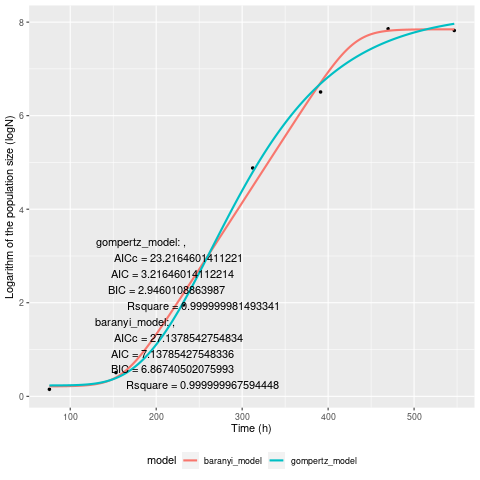 8
6
4
2
0
Logarithm of the population size (logN)
gompertz_model: ,
AICc = 23.2164601411221
AIC = 3.21646014112214
BIC = 2.9460108863987
Rsquare = 0.999999981493341
baranyi_model: ,
AICc = 27.1378542754834
AIC = 7.13785427548336
BIC = 6.86740502075993
Rsquare = 0.999999967594448
100 200 300 400 500
Time (h)
model baranyi_model gompertz_model